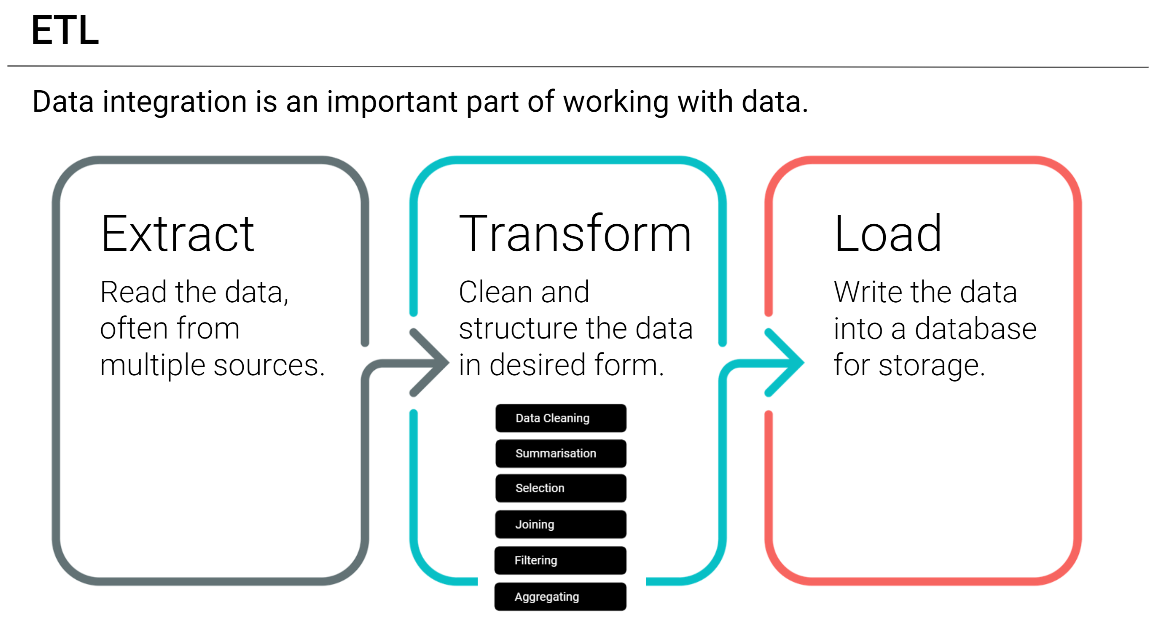 ETL
Data integration is an important part of working with data.
Extract
Read the data,
often from
multiple sources.
Transform
Clean and
structure the data
in desired form.
Data Cleaning
Summarisation
Selection
Joining
Filtering
Aggregating
Load
Write the data
into a database
for storage.